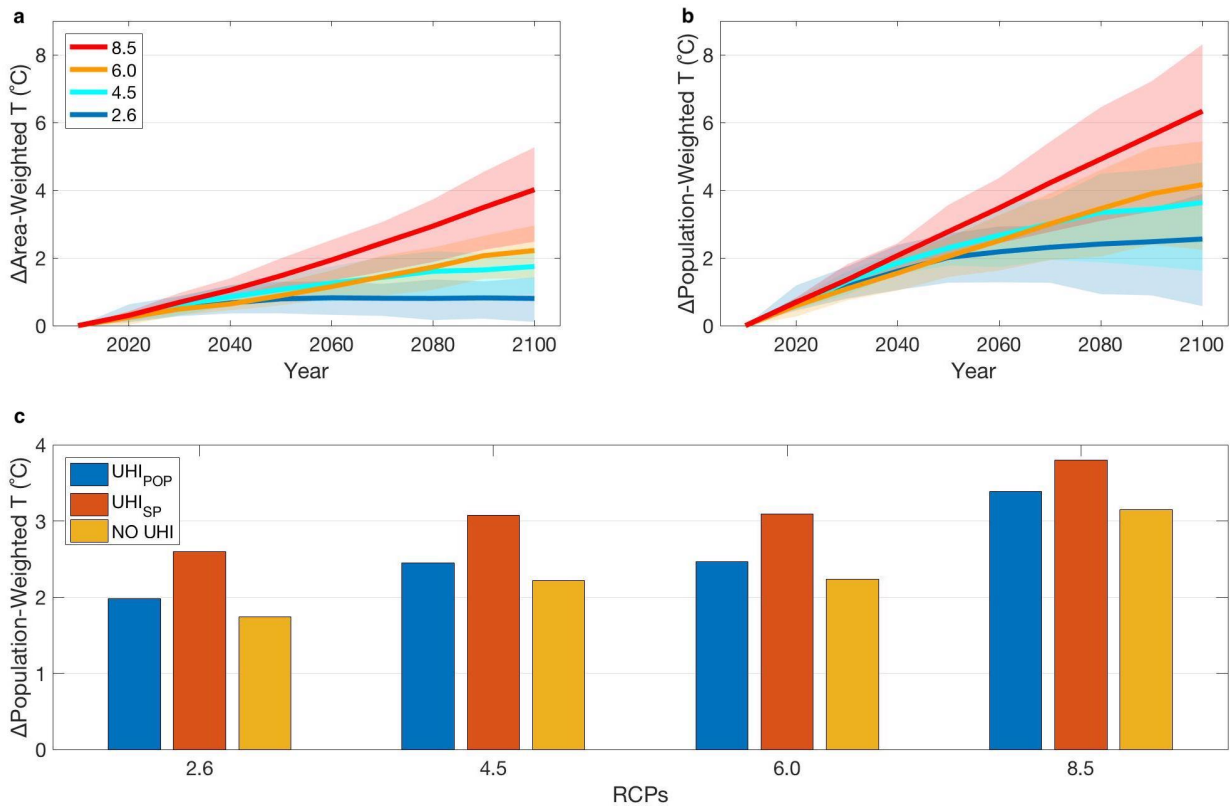 a
ΔArea-Weighted T (°C)
8
6
4
2
0
8.5
6.0
4.5
2.6
2020 2040 2060 2080 2100
Year
b
ΔPopulation-Weighted T (°C)
8
6
4
2
0
2020 2040 2060 2080 2100
Year
c
ΔPopulation-Weighted T (°C)
4
3
2
1
0
UHI_POP
UHI_SP
NO UHI
2.6 4.5 6.0 8.5
RCPs